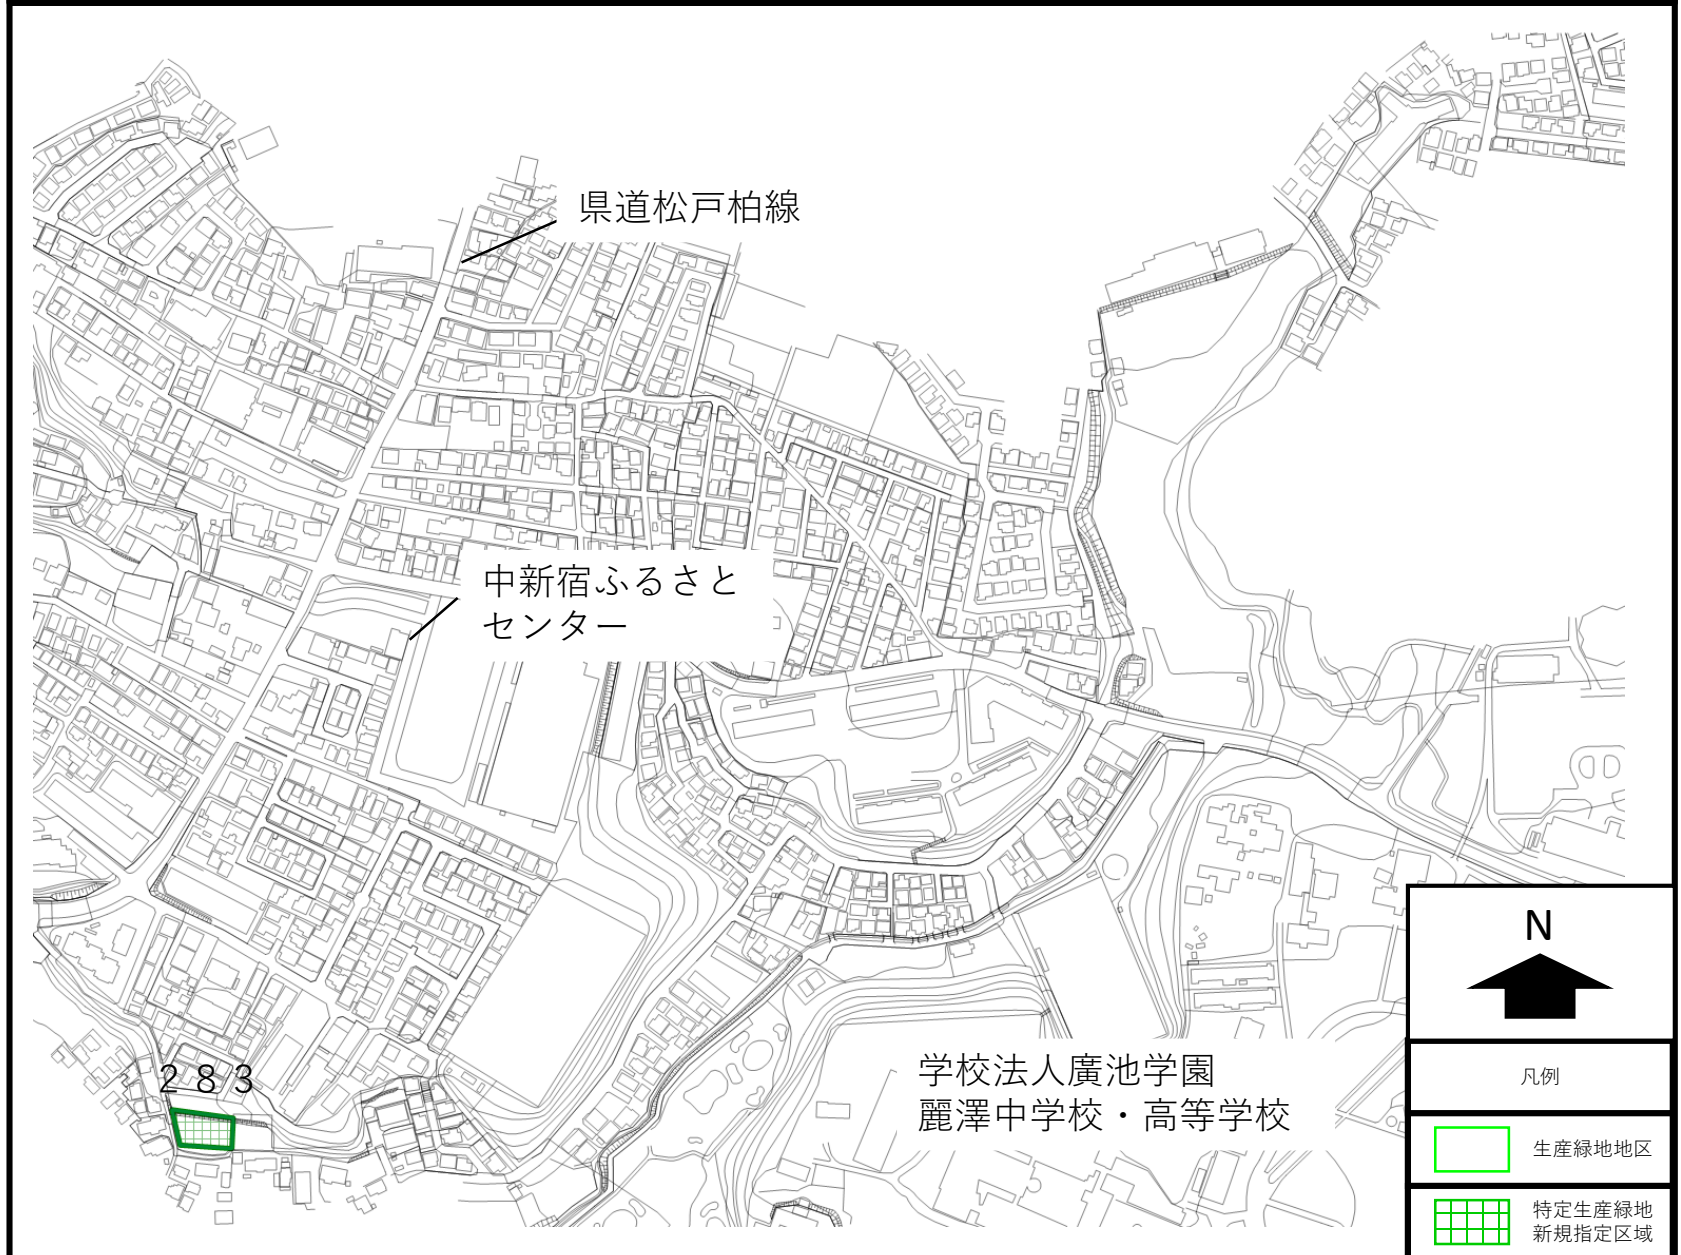 県道松戸柏線
中新宿ふるさと
センター
283
学校法人廣池学園
麗澤中学校・高等学校
N
凡例
生産緑地地区
特定生産緑地
新規指定区域